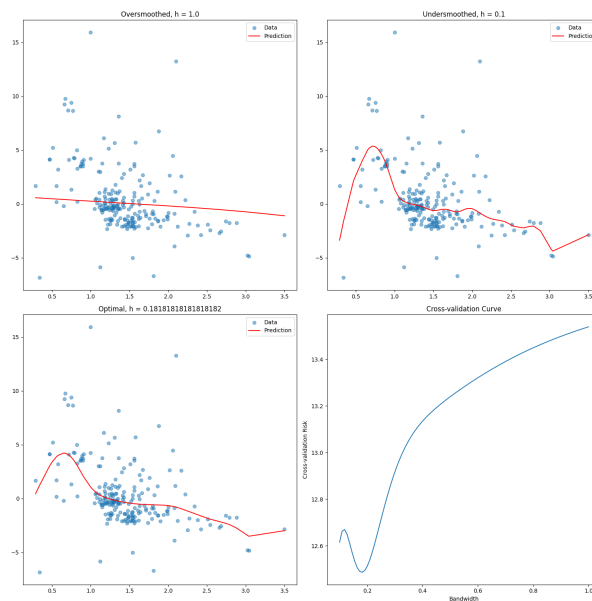 Oversmoothed, h = 1.0
Data
Prediction
15
10
5
0
−5
0.5 1.0 1.5 2.0 2.5 3.0 3.5
Undersmoothed, h = 0.1
Data
Prediction
15
10
5
0
−5
0.5 1.0 1.5 2.0 2.5 3.0 3.5
Optimal, h = 0.18181818181818182
Data
Prediction
15
10
5
0
−5
0.5 1.0 1.5 2.0 2.5 3.0 3.5
Cross-validation Curve
Cross-validation Risk
13.4
13.2
13.0
12.8
12.6
0.2 0.4 0.6 0.8 1.0
Bandwidth